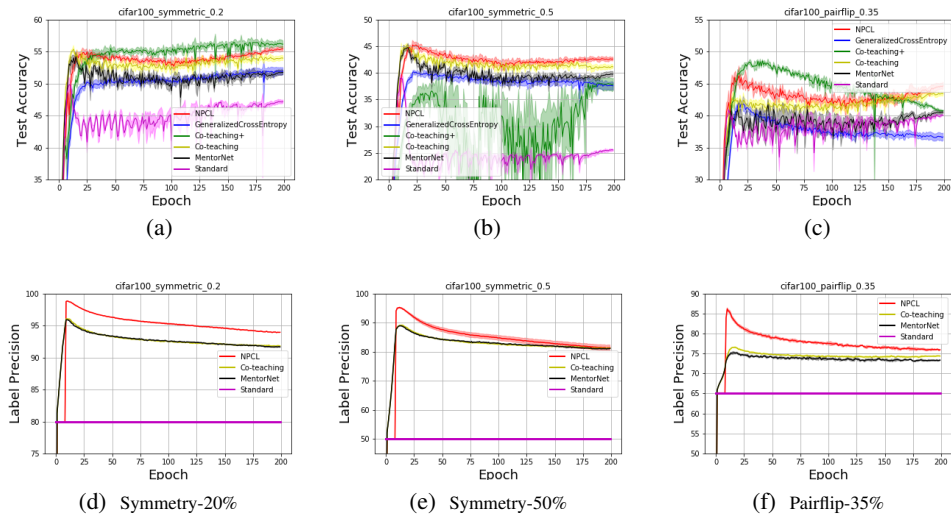 cifar100_symmetric_0.2
Test Accuracy
60
55
50
45
40
35
NPCL
GeneralizedCrossEntropy
Co-teaching+
Co-teaching
MentorNet
Standard
0 25 50 75 100 125 150 175 200
Epoch
(a)
cifar100_symmetric_0.5
Test Accuracy
50
45
40
35
30
25
20
NPCL
GeneralizedCrossEntropy
Co-teaching+
Co-teaching
MentorNet
Standard
0 25 50 75 100 125 150 175 200
Epoch
(b)
cifar100_pairflip_0.35
Test Accuracy
55
50
45
40
35
30
NPCL
GeneralizedCrossEntropy
Co-teaching+
Co-teaching
MentorNet
Standard
0 25 50 75 100 125 150 175 200
Epoch
(c)
cifar100_symmetric_0.2
Label Precision
100
95
90
85
80
75
NPCL
Co-teaching
MentorNet
Standard
0 25 50 75 100 125 150 175 200
Epoch
(d) Symmetry-20%
cifar100_symmetric_0.5
Label Precision
100
90
80
70
60
50
NPCL
Co-teaching
MentorNet
Standard
0 25 50 75 100 125 150 175 200
Epoch
(e) Symmetry-50%
cifar100_pairflip_0.35
Label Precision
90
85
80
75
70
65
60
55
50
NPCL
Co-teaching
MentorNet
Standard
0 25 50 75 100 125 150 175 200
Epoch
(f) Pairflip-35%